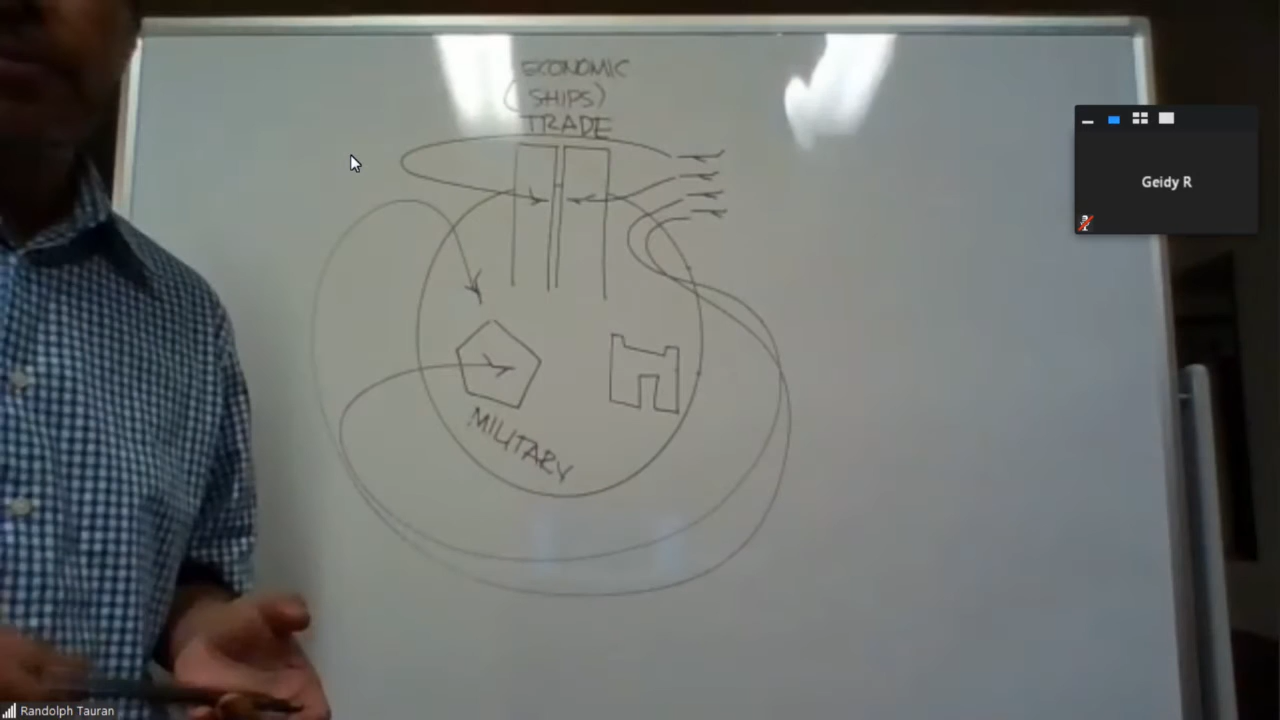 ECONOMIC
(SHIPS)
TRADE
MILITARY
Geidy R
Randolph Tauran